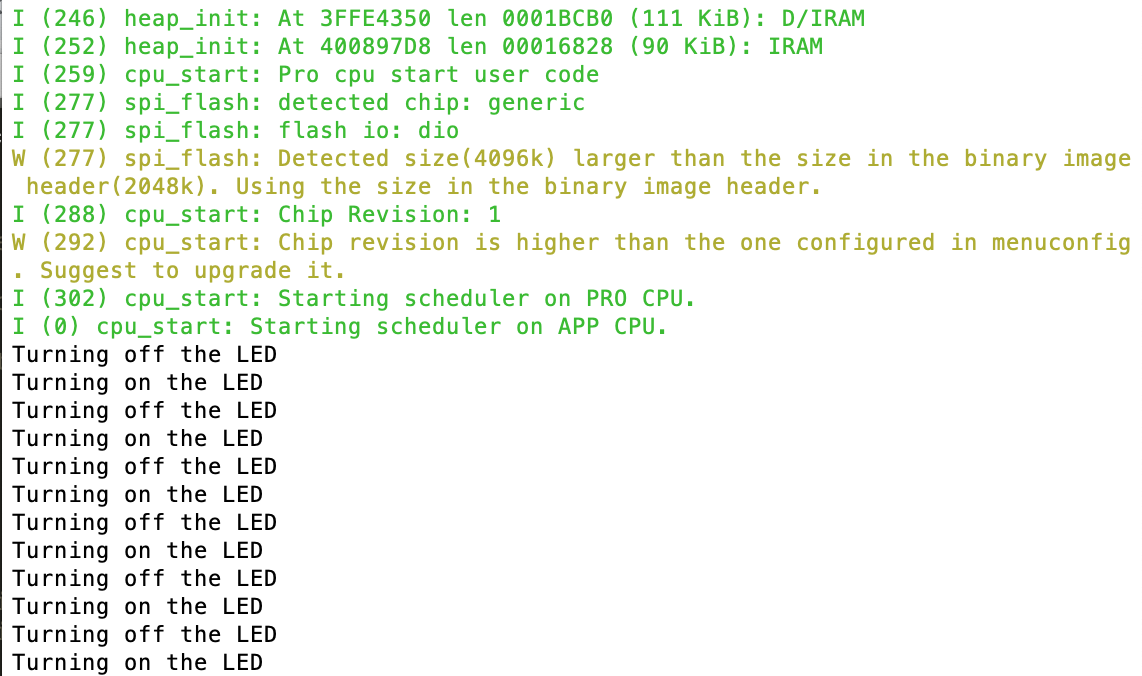 I (246) heap_init: At 3FFE4350 len 0001BCB0 (111 KiB): D/IRAM
I (252) heap_init: At 400897D8 len 00016828 (90 KiB): IRAM
I (259) cpu_start: Pro cpu start user code
I (277) spi_flash: detected chip: generic
I (277) spi_flash: flash io: dio
W (277) spi_flash: Detected size(4096k) larger than the size in the binary image
 header(2048k). Using the size in the binary image header.
I (288) cpu_start: Chip Revision: 1
W (292) cpu_start: Chip revision is higher than the one configured in menuconfig
. Suggest to upgrade it.
I (302) cpu_start: Starting scheduler on PRO CPU.
I (0) cpu_start: Starting scheduler on APP CPU.
Turning off the LED
Turning on the LED
Turning off the LED
Turning on the LED
Turning off the LED
Turning on the LED
Turning off the LED
Turning on the LED
Turning off the LED
Turning on the LED
Turning off the LED
Turning on the LED